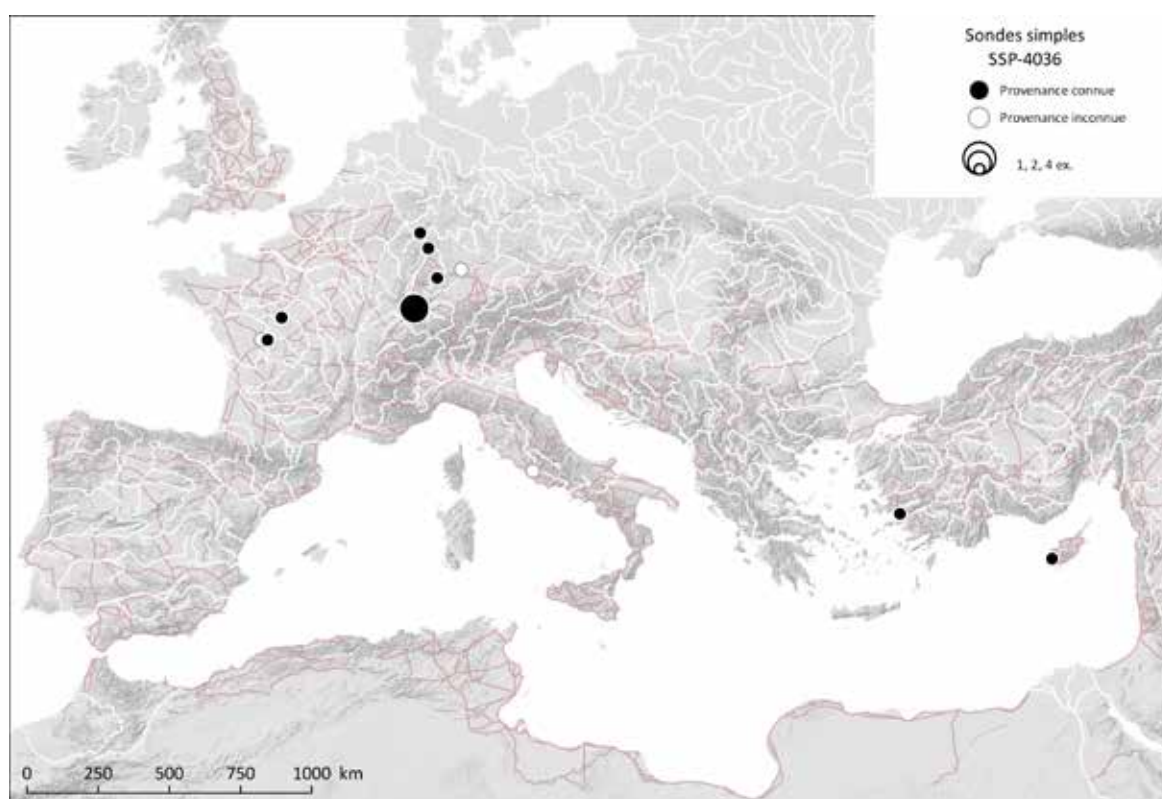 Sondes simples
SSP-4036
Provenance connue
Provenance inconnue
1, 2, 4 ex.
0 250 500 750 1000 km